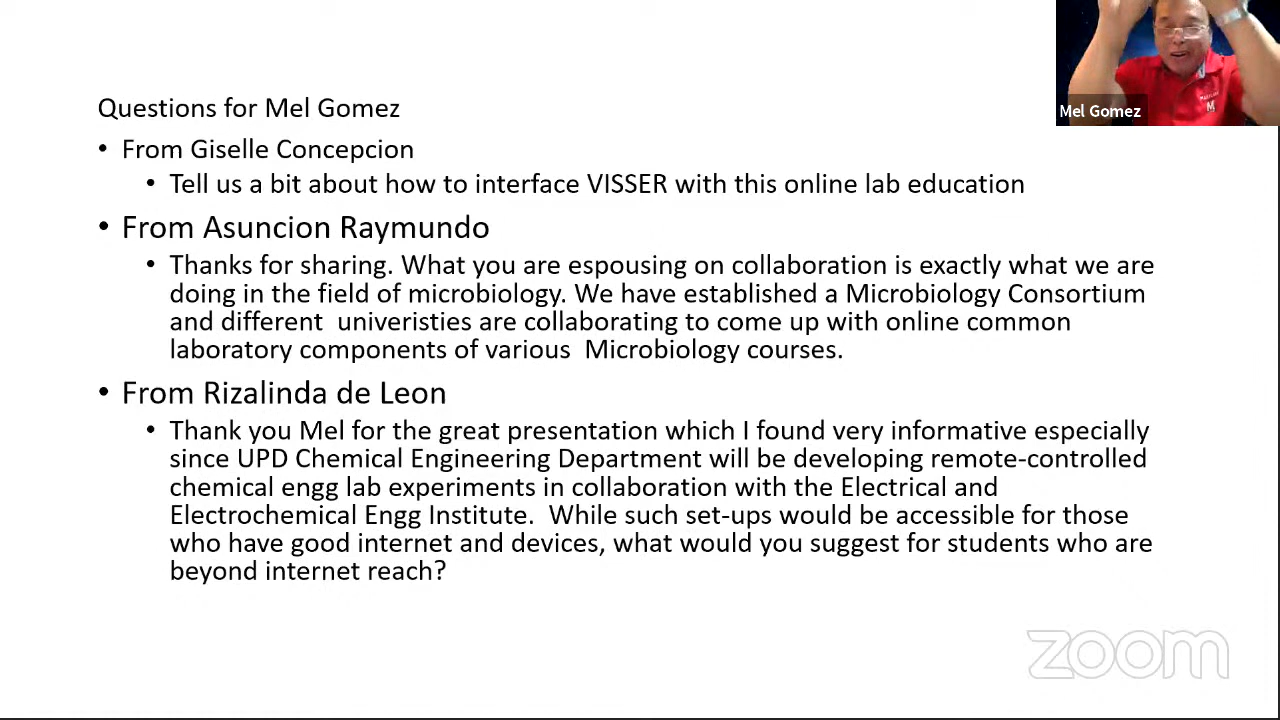 Questions for Mel Gomez
• From Giselle Concepcion
• Tell us a bit about how to interface VISSER with this online lab education
• From Asuncion Raymundo
• Thanks for sharing. What you are espousing on collaboration is exactly what we are
doing in the field of microbiology. We have established a Microbiology Consortium
and different  univeristies are collaborating to come up with online common
laboratory components of various  Microbiology courses.
• From Rizalinda de Leon
• Thank you Mel for the great presentation which I found very informative especially
since UPD Chemical Engineering Department will be developing remote-controlled
chemical engg lab experiments in collaboration with the Electrical and
Electrochemical Engg Institute.  While such set-ups would be accessible for those
who have good internet and devices, what would you suggest for students who are
beyond internet reach?
Mel Gomez
M
zoom